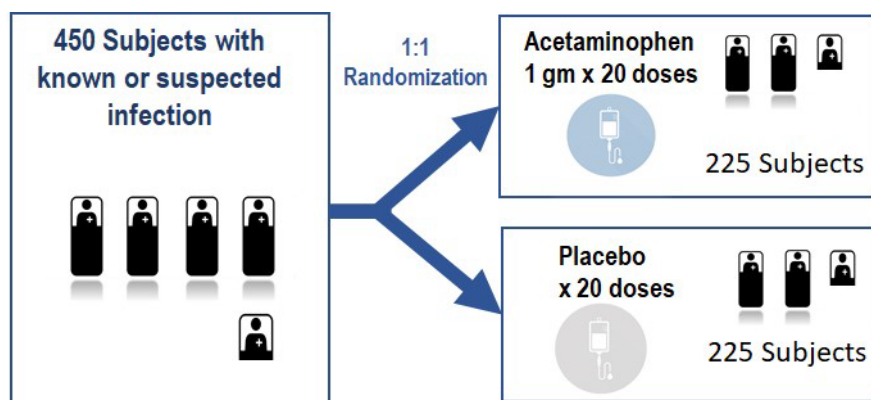 450 Subjects with
known or suspected
infection
1:1
Randomization
Acetaminophen
1 gm x 20 doses
225 Subjects
Placebo
x 20 doses
225 Subjects